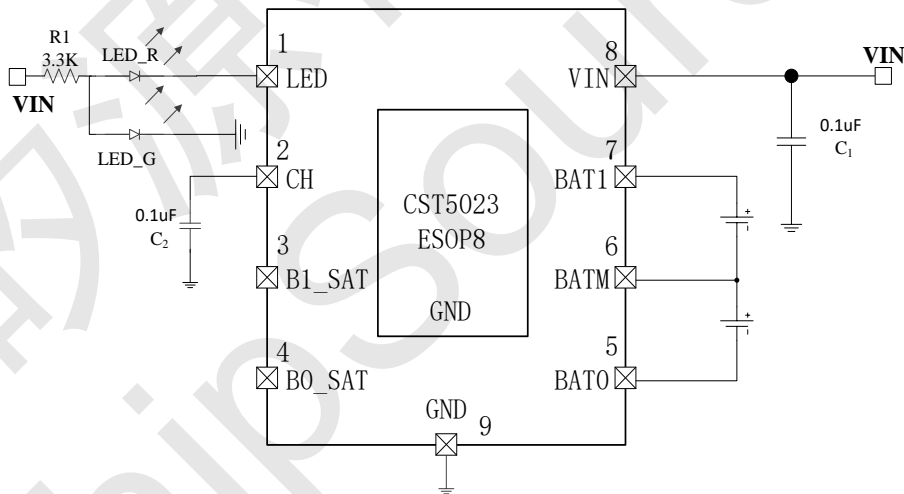 R1
3.3K
VIN
LED_R
LED_G
1
LED
2
CH
0.1uF
C2
3
B1_SAT
4
B0_SAT
CST5023
ESOP8
GND
GND
9
8
VIN
7
BAT1
6
BATM
5
BAT0
VIN
0.1uF
C1